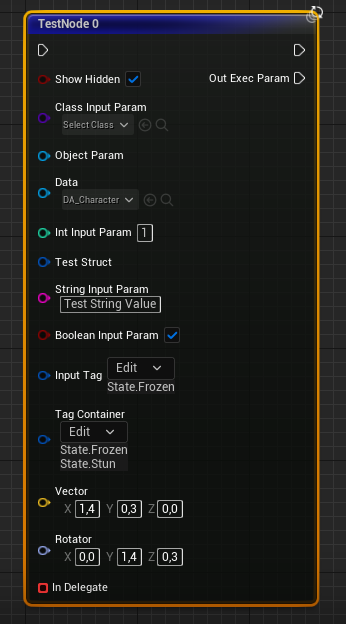 TestNode 0
Show Hidden
Out Exec Param
Class Input Param
Select Class
Object Param
Data
DA_Character
Int Input Param 1
Test Struct
String Input Param
Test String Value
Boolean Input Param
Input Tag Edit
State.Frozen
Tag Container
Edit
State.Frozen
State.Stun
Vector
X 1,4 Y 0,3 Z 0,0
Rotator
X 0,0 Y 1,4 Z 0,3
In Delegate